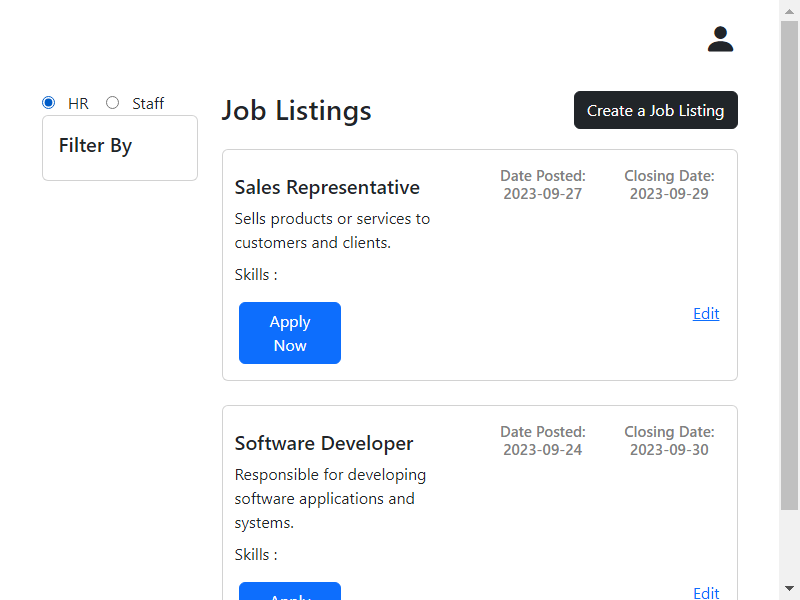 HR Staff
Filter By
Job Listings
Create a Job Listing
Sales Representative
Date Posted:
2023-09-27
Closing Date:
2023-09-29
Sells products or services to
customers and clients.
Skills :
Apply
Now
Edit
Software Developer
Date Posted:
2023-09-24
Closing Date:
2023-09-30
Responsible for developing
software applications and
systems.
Skills :
Apply
Edit